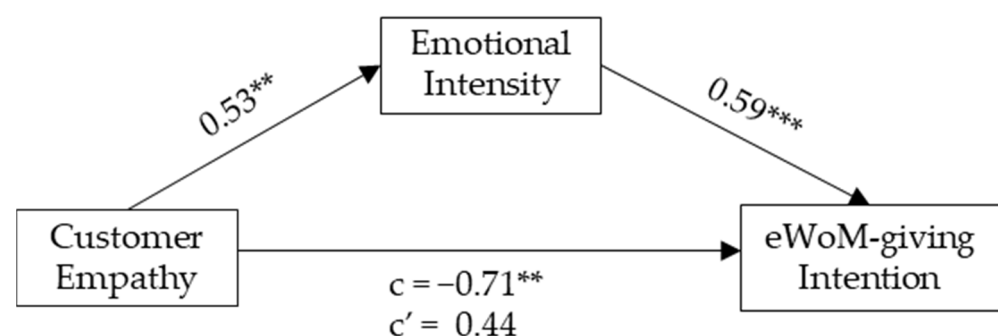 Emotional
Intensity
0.53**
0.59***
Customer
Empathy
eWoM-giving
Intention
c = −0.71**
c′ = 0.44